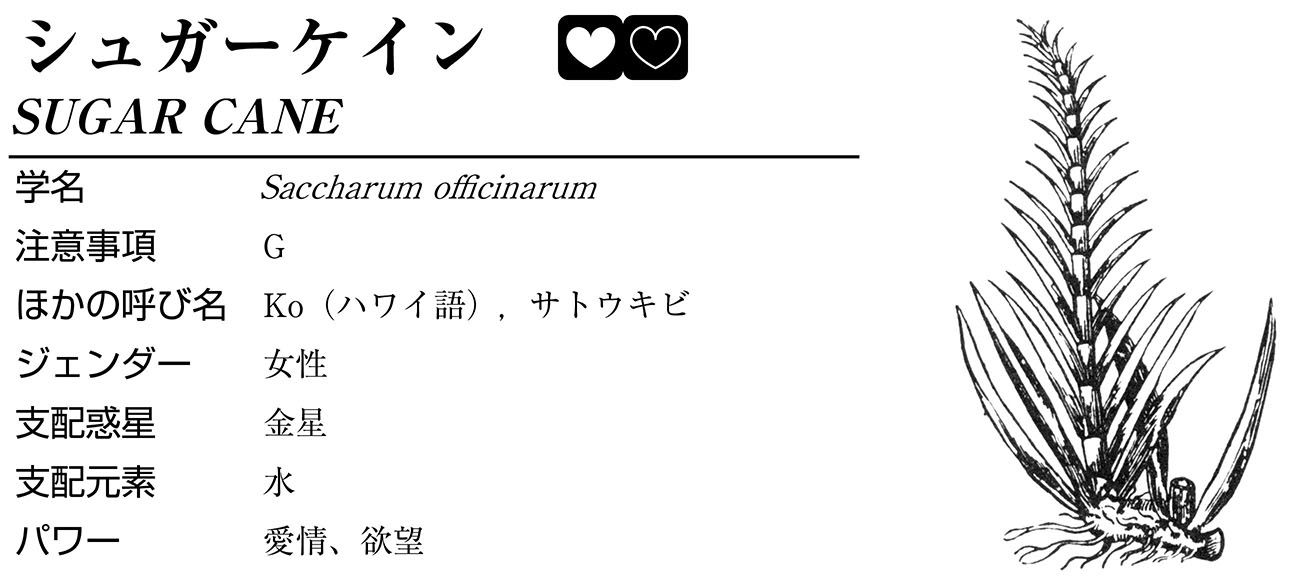 シュガーケイン
SUGAR CANE
学名 Saccharum officinarum
注意事項 G
ほかの呼び名 Ko（ハワイ語）, サトウキビ
ジェンダー 女性
支配惑星 金星
支配元素 水
パワー 愛情、欲望